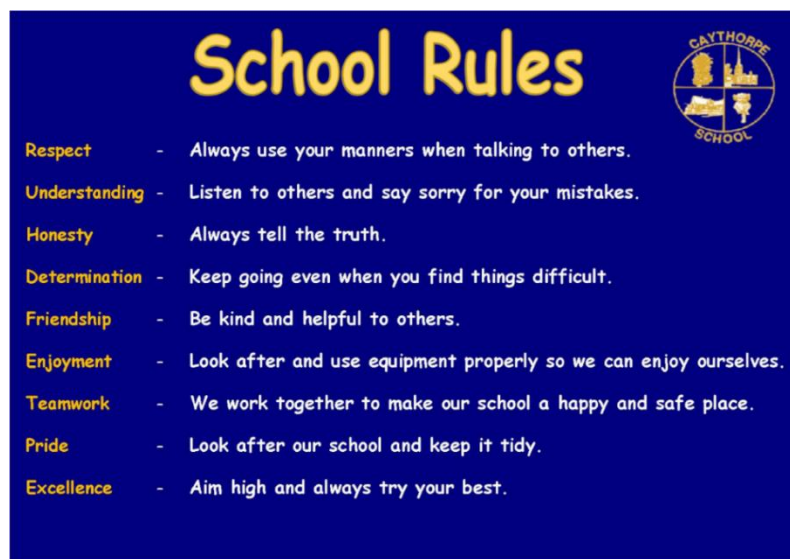 School Rules
CAYTHORPE
SCHOOL
Respect - Always use your manners when talking to others.
Understanding - Listen to others and say sorry for your mistakes.
Honesty - Always tell the truth.
Determination - Keep going even when you find things difficult.
Friendship - Be kind and helpful to others.
Enjoyment - Look after and use equipment properly so we can enjoy ourselves.
Teamwork - We work together to make our school a happy and safe place.
Pride - Look after our school and keep it tidy.
Excellence - Aim high and always try your best.